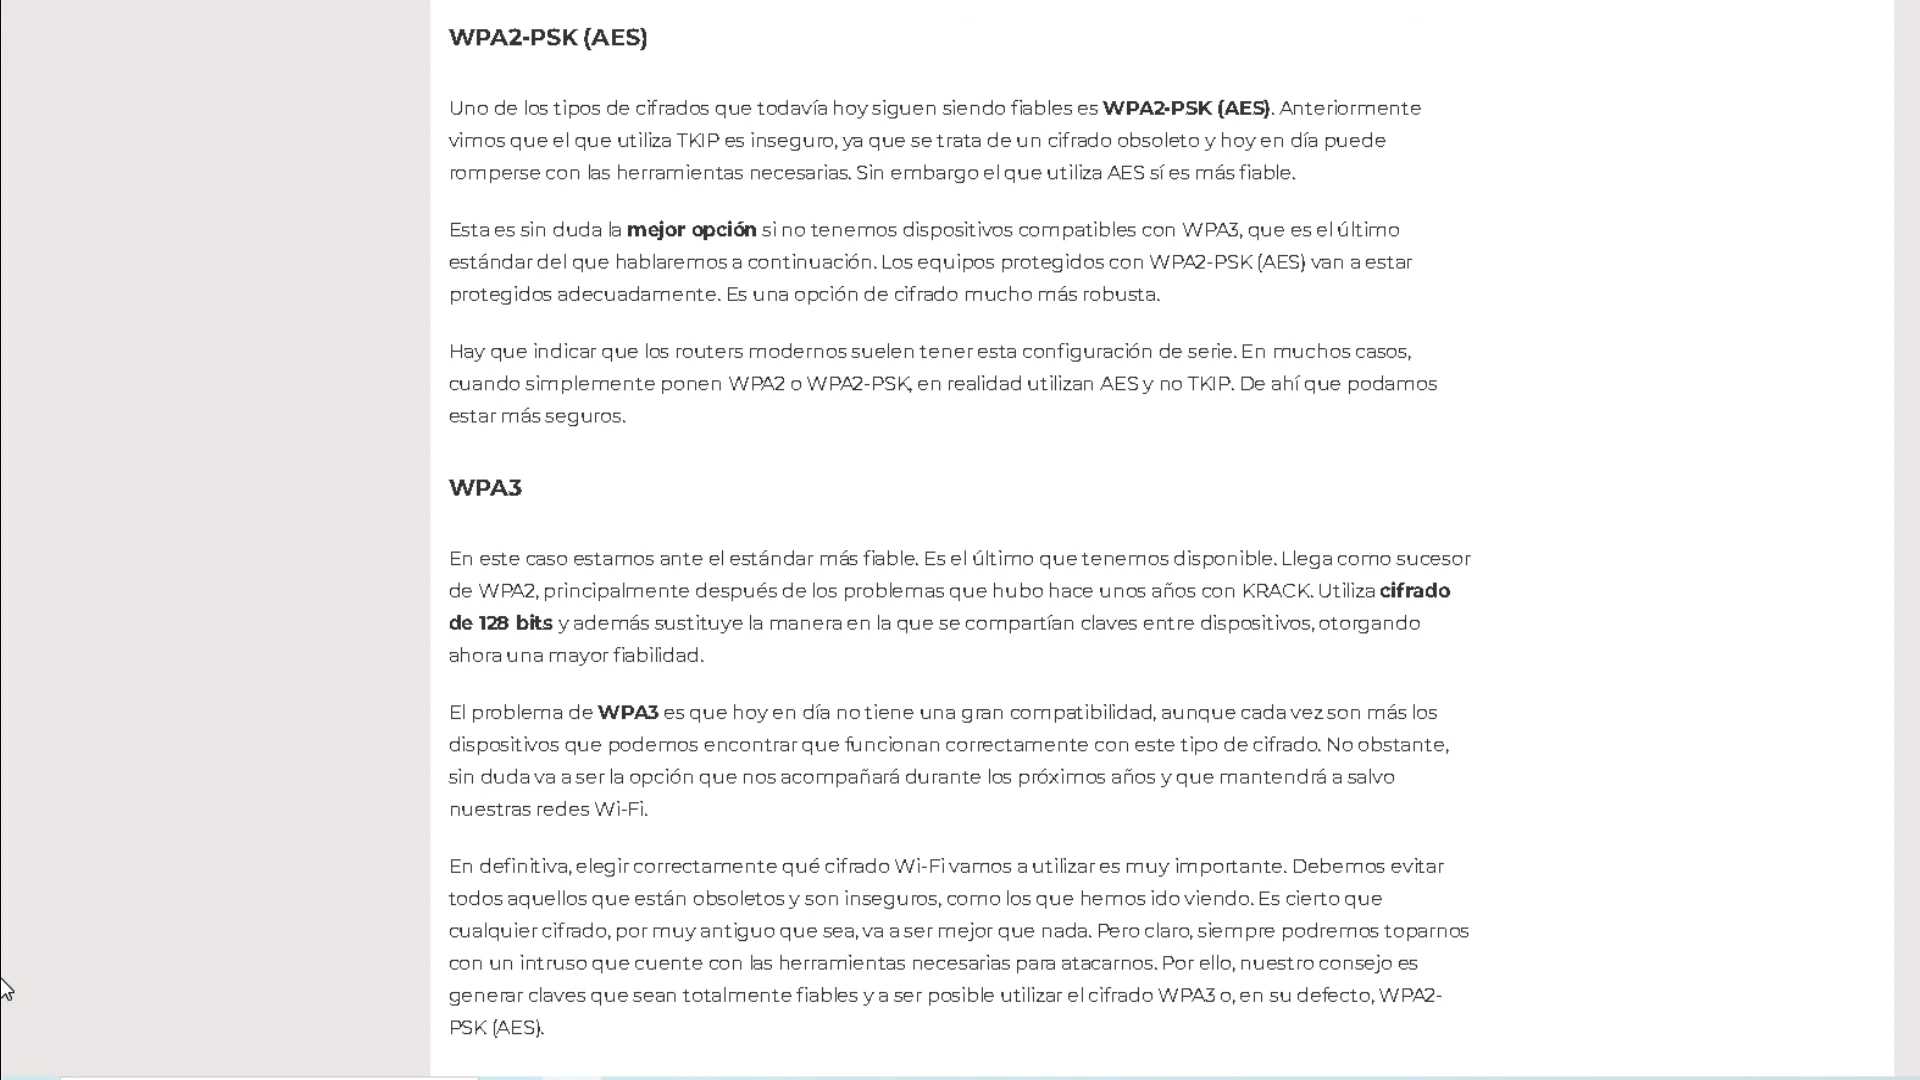 WPA2-PSK (AES)
Uno de los tipos de cifrados que todavía hoy siguen siendo fiables es WPA2-PSK (AES). Anteriormente
vimos que el que utiliza TKIP es inseguro, ya que se trata de un cifrado obsoleto y hoy en día puede
romperse con las herramientas necesarias. Sin embargo el que utiliza AES sí es más fiable.
Esta es sin duda la mejor opción si no tenemos dispositivos compatibles con WPA3, que es el último
estándar del que hablaremos a continuación. Los equipos protegidos con WPA2-PSK (AES) van a estar
protegidos adecuadamente. Es una opción de cifrado mucho más robusta.
Hay que indicar que los routers modernos suelen tener esta configuración de serie. En muchos casos,
cuando simplemente ponen WPA2 o WPA2-PSK, en realidad utilizan AES y no TKIP. De ahí que podamos
estar más seguros.
WPA3
En este caso estamos ante el estándar más fiable. Es el último que tenemos disponible. Llega como sucesor
de WPA2, principalmente después de los problemas que hubo hace unos años con KRACK. Utiliza cifrado
de 128 bits y además sustituye la manera en la que se compartían claves entre dispositivos, otorgando
ahora una mayor fiabilidad.
El problema de WPA3 es que hoy en día no tiene una gran compatibilidad, aunque cada vez son más los
dispositivos que podemos encontrar que funcionan correctamente con este tipo de cifrado. No obstante,
sin duda va a ser la opción que nos acompañará durante los próximos años y que mantendrá a salvo
nuestras redes Wi-Fi.
En definitiva, elegir correctamente qué cifrado Wi-Fi vamos a utilizar es muy importante. Debemos evitar
todos aquellos que están obsoletos y son inseguros, como los que hemos ido viendo. Es cierto que
cualquier cifrado, por muy antiguo que sea, va a ser mejor que nada. Pero claro, siempre podremos toparnos
con un intruso que cuente con las herramientas necesarias para atacarnos. Por ello, nuestro consejo es
generar claves que sean totalmente fiables y a ser posible utilizar el cifrado WPA3 o, en su defecto, WPA2-
PSK (AES).